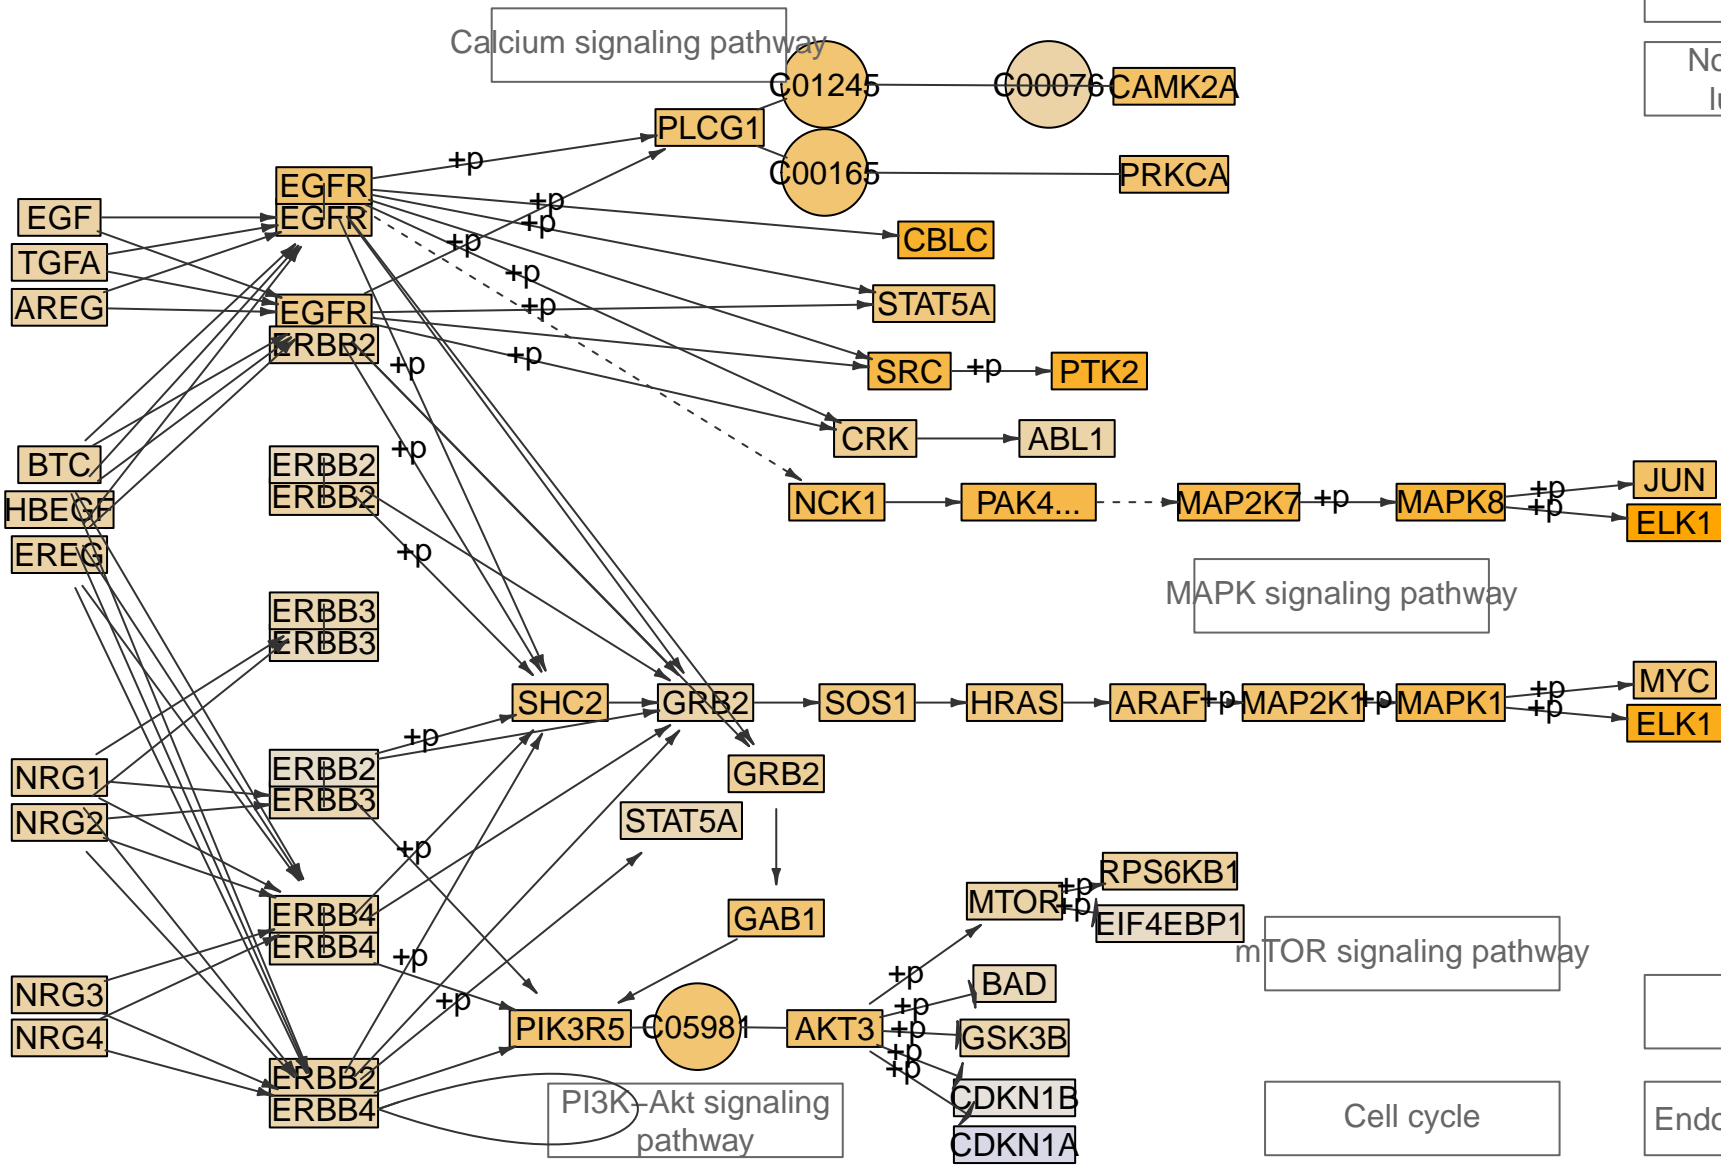 Calcium signaling pathway
No
lu
C01245
C00076
CAMK2A
PLCG1
+p
C00165
PRKCA
EGFR
EGF
EGFR
+p
+p
CBLC
TGFA
+p
+p
AREG
EGFR
+p
STAT5A
ERBB2
+p
+p
SRC
+p
PTK2
CRK
ABL1
BTC
ERBB2
+p
ERBB2
HBEGF
NCK1
PAK4...
MAP2K7
+p
MAPK8
+p
+p
JUN
ELK1
EREG
+p
MAPK signaling pathway
ERBB3
ERBB3
SHC2
GRB2
SOS1
HRAS
ARAF
+p
MAP2K1
+p
MAPK1
+p
+p
MYC
ELK1
+p
NRG1
ERBB2
ERBB3
GRB2
NRG2
STAT5A
+p
ERBB4
ERBB4
GAB1
MTOR
+p
+p
RPS6KB1
EIF4EBP1
mTOR signaling pathway
+p
+p
NRG3
NRG4
+p
PIK3R5
C05981
AKT3
+p
+p
+p
+p
BAD
GSK3B
CDKN1B
CDKN1A
ERBB2
ERBB4
PI3K–Akt signaling
pathway
Cell cycle
Endo